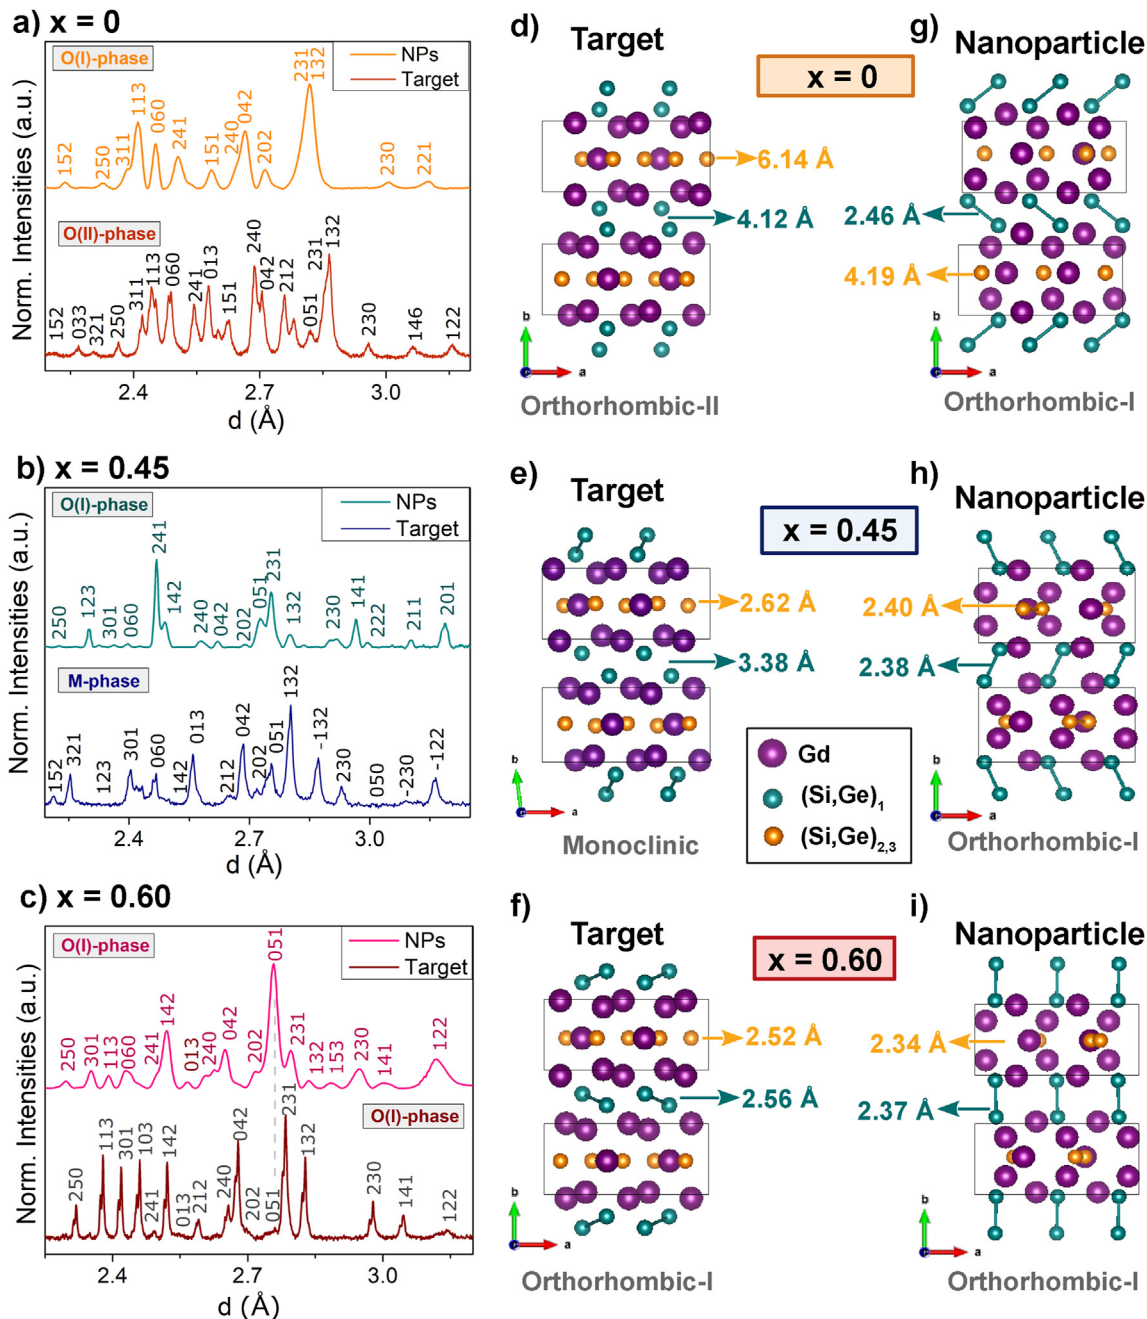 a) x = 0
O(I)-phase
NPs
Target
152
250
311
113
060
241
151
240
042
202
231
132
230
221
O(II)-phase
152
033
321
250
311
113
060
241
013
151
240
042
212
051
231
132
230
146
122
Norm. Intensities (a.u.)
2.4
2.7
3.0
d (Å)
b) x = 0.45
O(I)-phase
NPs
Target
250
123
301
060
241
142
240
042
202
051
231
132
230
141
222
211
201
M-phase
152
321
123
301
060
142
013
212
042
202
051
132
-132
230
050
-230
-122
Norm. Intensities (a.u.)
2.4
2.7
3.0
d (Å)
c) x = 0.60
O(I)-phase
NPs
Target
250
301
113
060
241
142
013
240
042
202
051
231
132
153
230
141
122
O(I)-phase
250
113
301
103
142
241
013
212
240
042
202
051
231
132
230
141
122
Norm. Intensities (a.u.)
2.4
2.7
3.0
d (Å)
d)
Target
x = 0
6.14 Å
4.12 Å
b
a
Orthorhombic-II
g)
Nanoparticle
2.46 Å
4.19 Å
b
a
Orthorhombic-I
e)
Target
x = 0.45
2.62 Å
3.38 Å
b
a
Monoclinic
Gd
(Si,Ge)1
(Si,Ge)2,3
h)
Nanoparticle
2.40 Å
2.38 Å
b
a
Orthorhombic-I
f)
Target
x = 0.60
2.52 Å
2.56 Å
b
a
Orthorhombic-I
i)
Nanoparticle
2.34 Å
2.37 Å
b
a
Orthorhombic-I